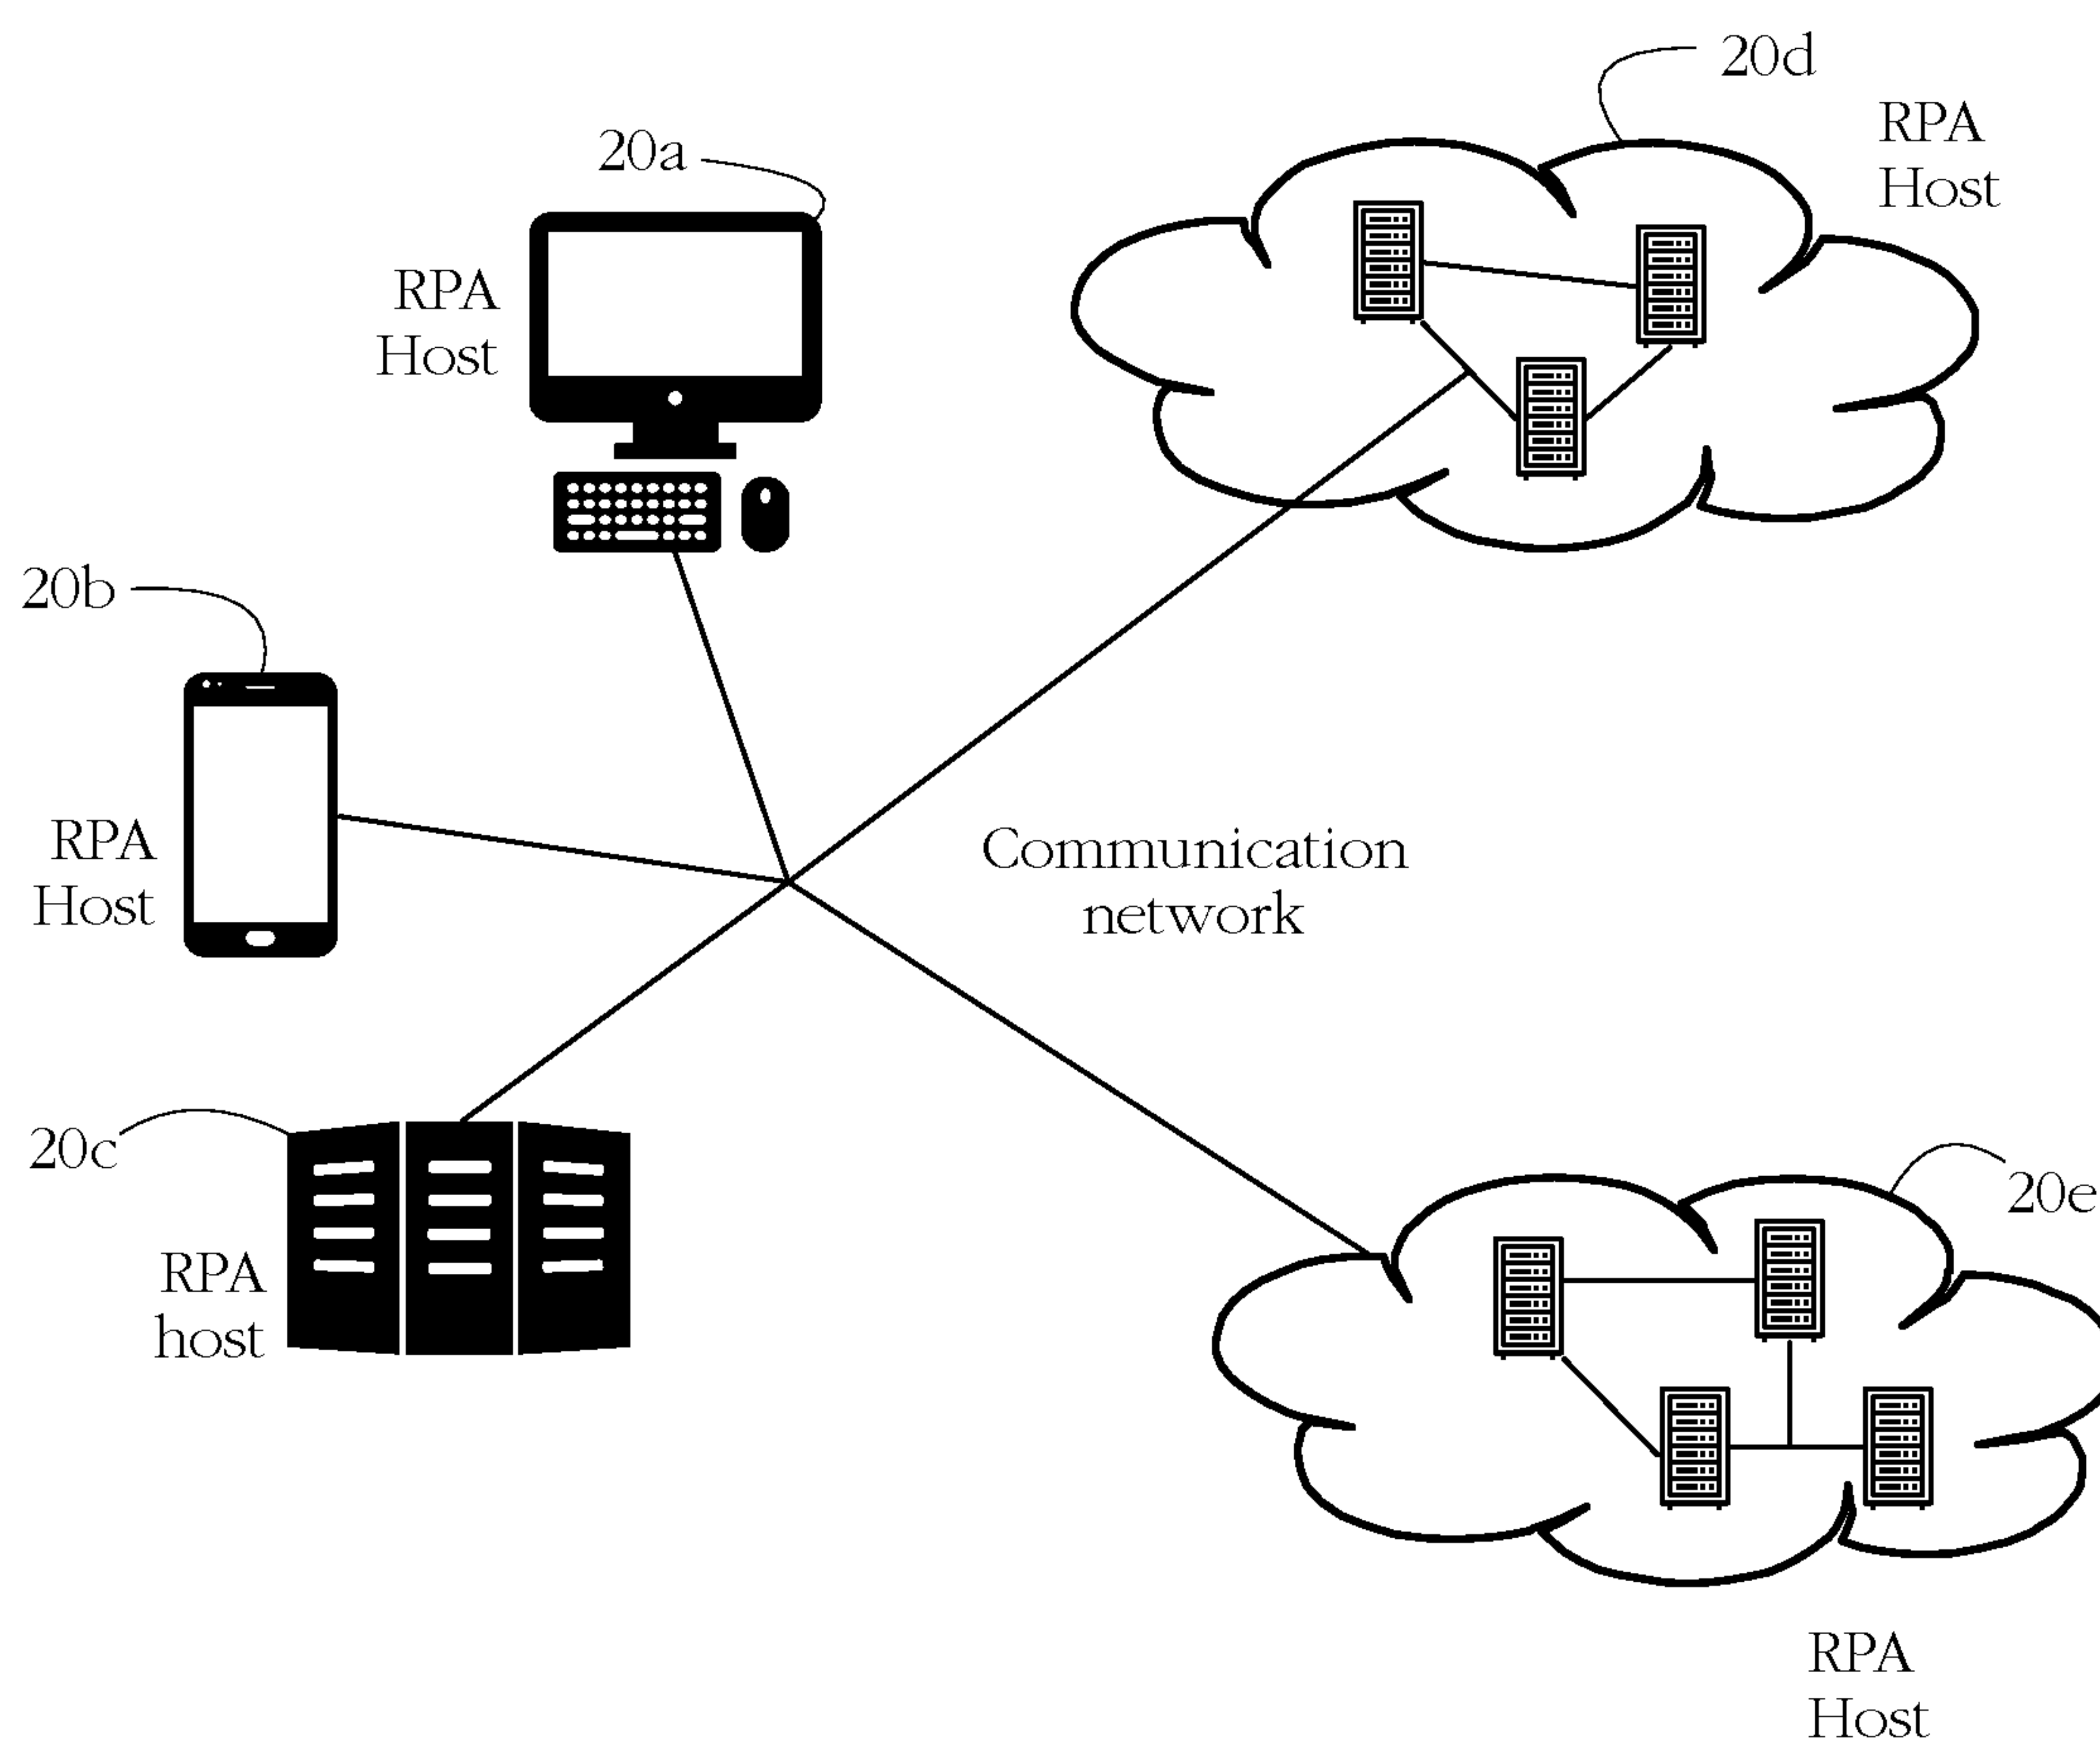 20d
RPA
Host
20a
RPA
Host
20b
RPA
Host
Communication
network
20c
RPA
host
20e
RPA
Host